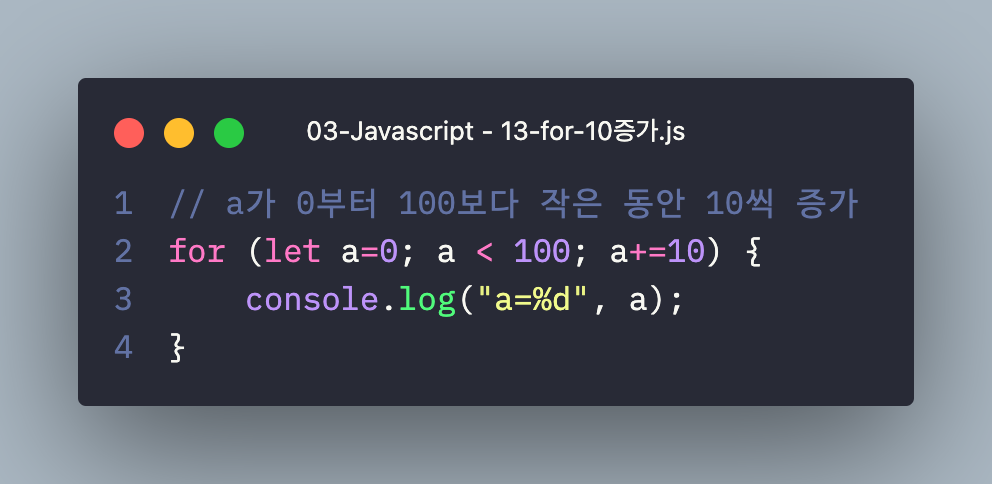 03-Javascript - 13-for-10증가.js
1 // a가 0부터 100보다 작은 동안 10씩 증가
2 for (let a=0; a < 100; a+=10) {
3     console.log("a=%d", a);
4 }